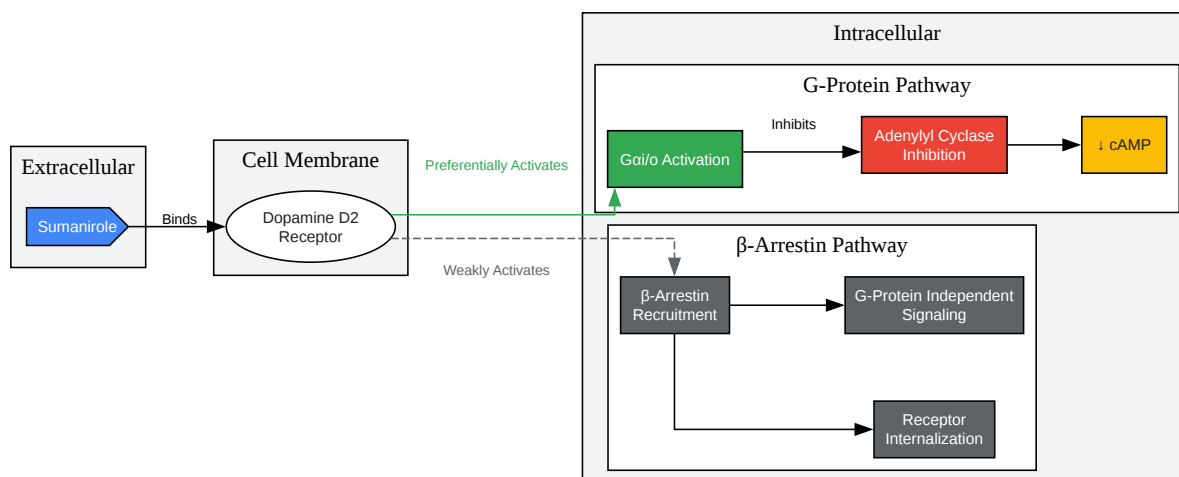 Intracellular
G-Protein Pathway
Inhibits
Gαi/o Activation
Adenylyl Cyclase
Inhibition
↓ cAMP
Extracellular
Sumanirole
Binds
Cell Membrane
Dopamine D2
Receptor
Preferentially Activates
Weakly Activates
β-Arrestin Pathway
β-Arrestin
Recruitment
G-Protein Independent
Signaling
Receptor
Internalization